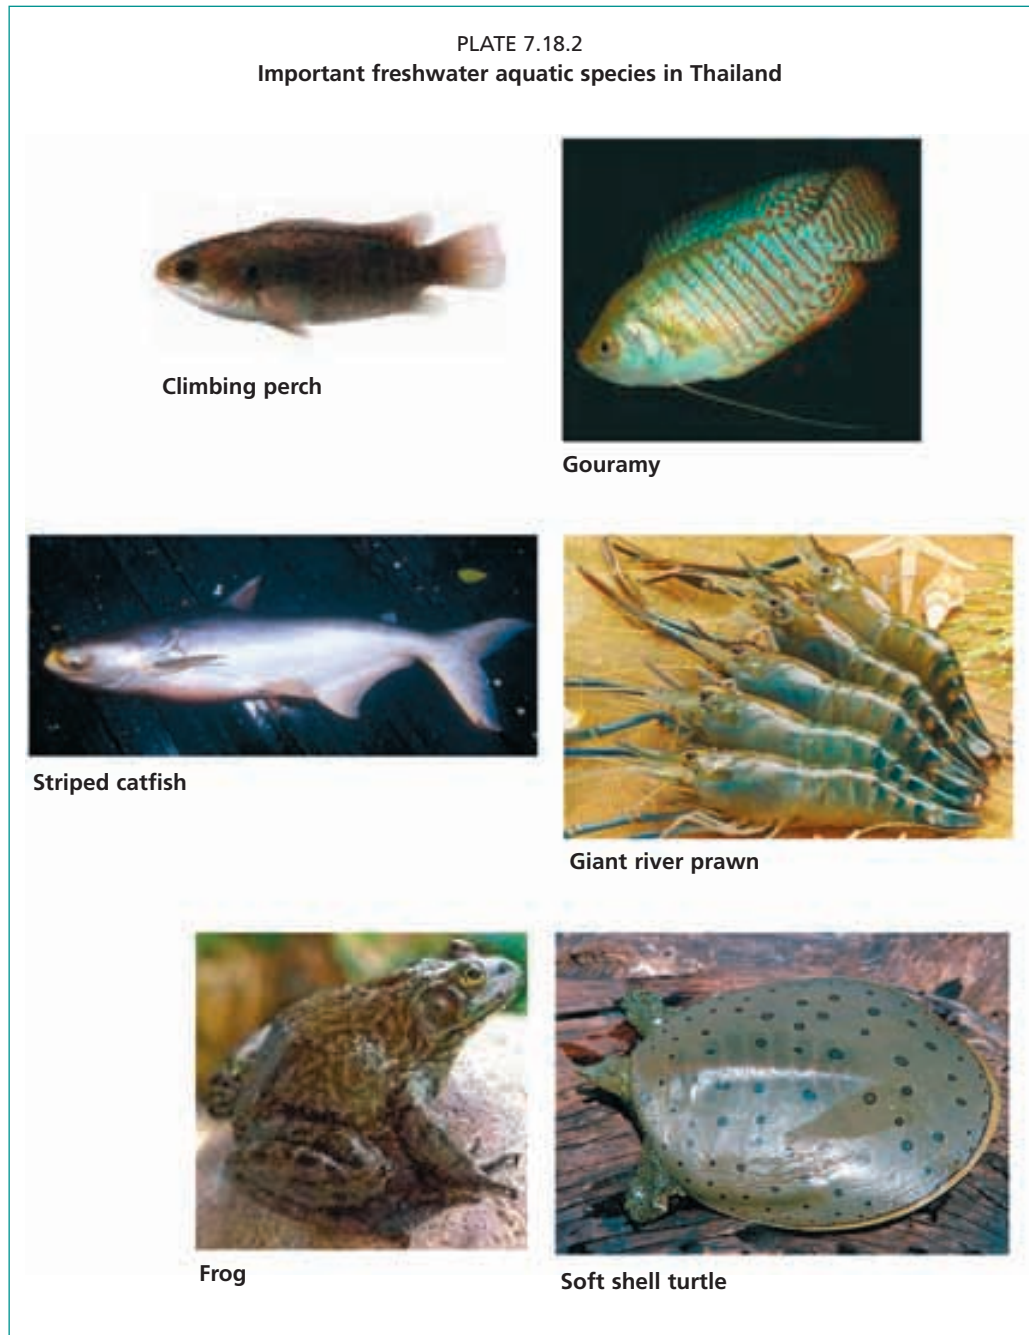 PLATE 7.18.2
Important freshwater aquatic species in Thailand
Climbing perch
Gouramy
Striped catfish
Giant river prawn
Frog
Soft shell turtle